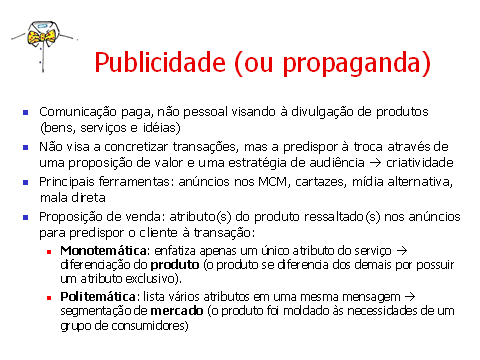 Publicidade (ou propaganda)
Comunicação paga, não pessoal visando à divulgação de produtos
(bens, serviços e idéias)
Não visa a concretizar transações, mas a predispor à troca através de
uma proposição de valor e uma estratégia de audiência → criatividade
Principais ferramentas: anúncios nos MCM, cartazes, mídia alternativa,
mala direta
Proposição de venda: atributo(s) do produto ressaltado(s) nos anúncios
para predispor o cliente à transação:
Monotemática: enfatiza apenas um único atributo do serviço →
diferenciação do produto (o produto se diferencia dos demais por possuir
um atributo exclusivo).
Politemática: lista vários atributos em uma mesma mensagem →
segmentação de mercado (o produto foi moldado às necessidades de um
grupo de consumidores)